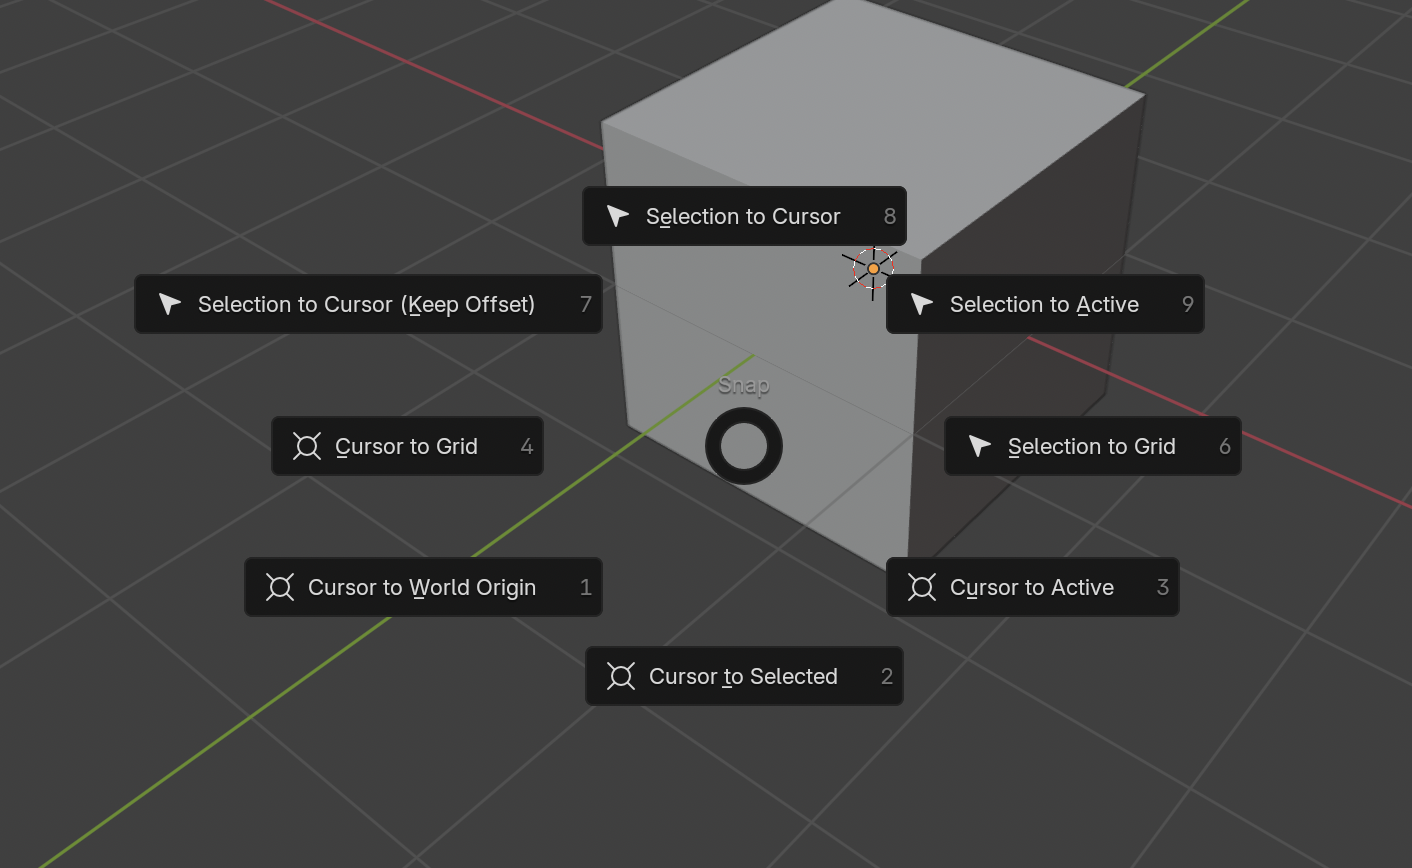 Selection to Cursor 8
Selection to Cursor (Keep Offset) 7
Selection to Active 9
Snap
Cursor to Grid 4
Selection to Grid 6
Cursor to World Origin 1
Cursor to Active 3
Cursor to Selected 2